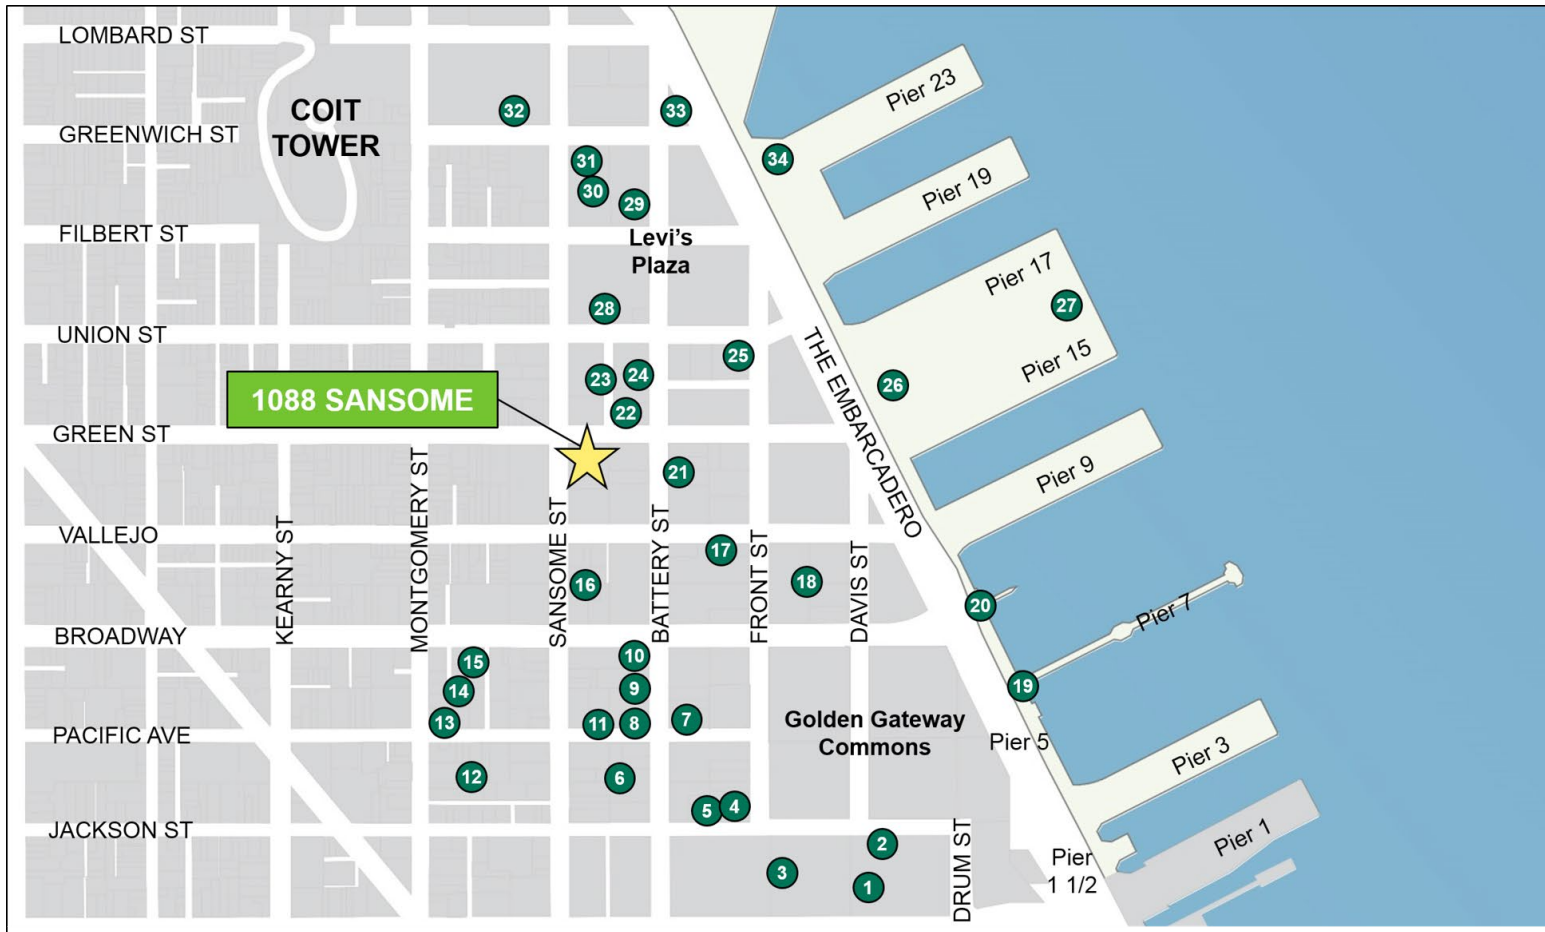 LOMBARD ST
Pier 23
COIT
TOWER
32
33
GREENWICH ST
31
34
30
Pier 19
29
FILBERT ST
Levi's
Plaza
Pier 17
28
27
UNION ST
THE EMBARCADERO
25
Pier 15
23
24
26
1088 SANSOME
22
GREEN ST
21
Pier 9
MONTGOMERY ST
SANSOME ST
BATTERY ST
KEARNY ST
VALLEJO
17
FRONT ST
DAVIS ST
16
18
20
Pier 7
BROADWAY
15
10
14
9
19
13
11
8
7
Golden Gateway
Commons
PACIFIC AVE
Pier 5
Pier 3
12
6
5
4
JACKSON ST
2
Pier 1
DRUM ST
3
1
Pier
1 1/2